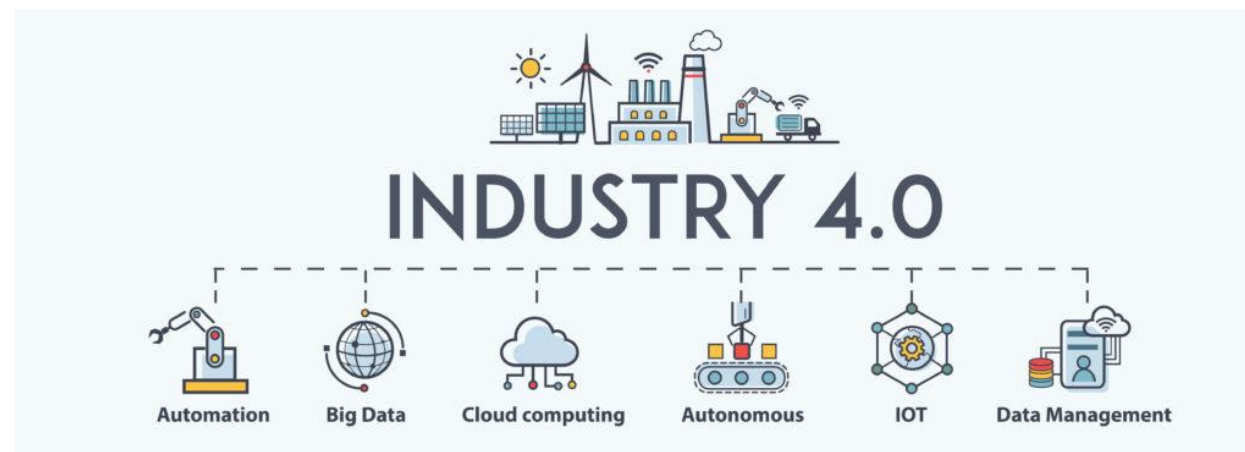 INDUSTRY 4.0
Automation
Big Data
Cloud computing
Autonomous
IOT
Data Management